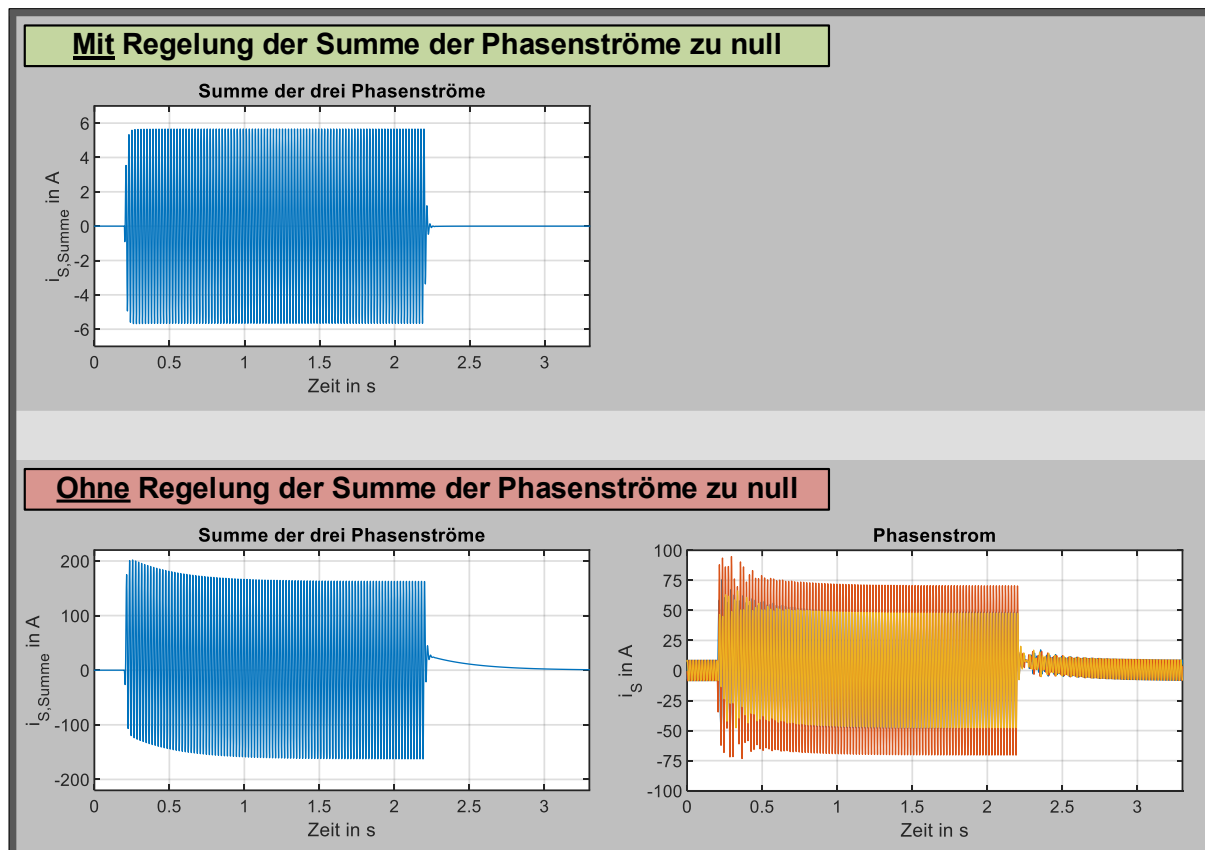 Mit Regelung der Summe der Phasenströme zu null
Summe der drei Phasenströme
i_S,Summe in A
6
4
2
0
-2
-4
-6
0 0.5 1 1.5 2 2.5 3
Zeit in s
Ohne Regelung der Summe der Phasenströme zu null
Summe der drei Phasenströme
i_S,Summe in A
200
100
0
-100
-200
0 0.5 1 1.5 2 2.5 3
Zeit in s
Phasenstrom
i_S in A
100
75
50
25
0
-25
-50
-75
-100
0 0.5 1 1.5 2 2.5 3
Zeit in s